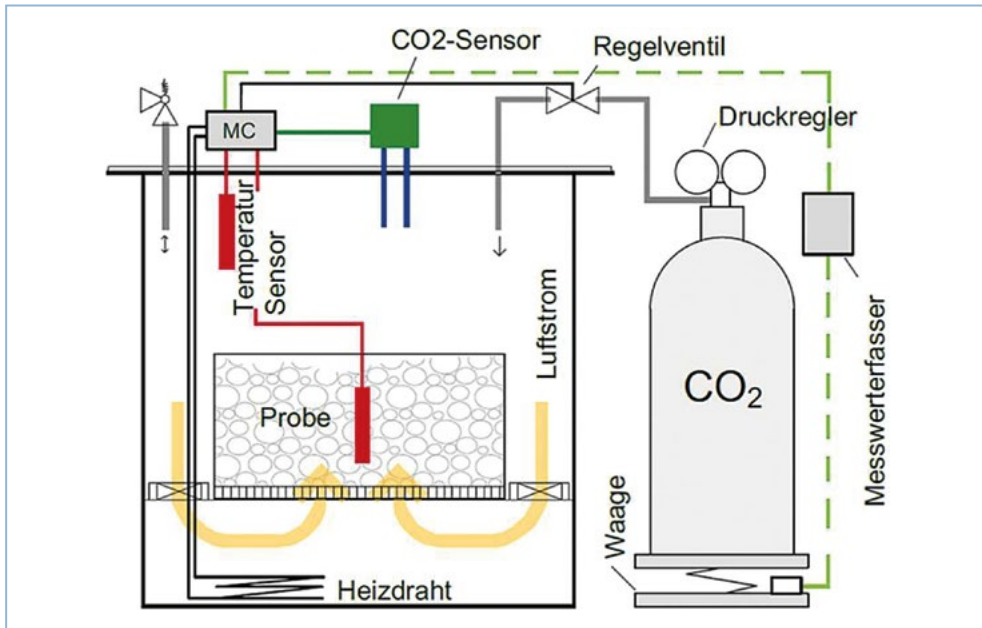 CO2-Sensor
Regelventil
Druckregler
MC
Temperatur
Sensor
Luftstrom
Probe
CO₂
Messwerterfasser
Waage
Heizdraht